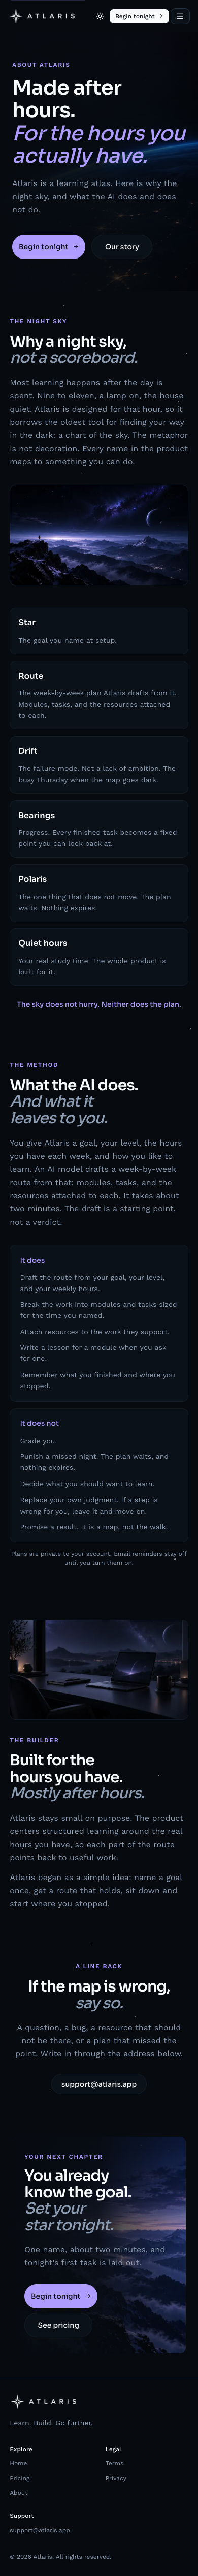 ATLARIS
Begin tonight →
ABOUT ATLARIS
Made after
hours.
For the hours you
actually have.
Atlaris is a learning atlas. Here is why the
night sky, and what the AI does and does
not do.
Begin tonight →
Our story
THE NIGHT SKY
Why a night sky,
not a scoreboard.
Most learning happens after the day is
spent. Nine to eleven, a lamp on, the house
quiet. Atlaris is designed for that hour, so it
borrows the oldest tool for finding your way
in the dark: a chart of the sky. The metaphor
is not decoration. Every name in the product
maps to something you can do.
Star
The goal you name at setup.
Route
The week-by-week plan Atlaris drafts from it.
Modules, tasks, and the resources attached
to each.
Drift
The failure mode. Not a lack of ambition. The
busy Thursday when the map goes dark.
Bearings
Progress. Every finished task becomes a fixed
point you can look back at.
Polaris
The one thing that does not move. The plan
waits. Nothing expires.
Quiet hours
Your real study time. The whole product is
built for it.
The sky does not hurry. Neither does the plan.
THE METHOD
What the AI does.
And what it
leaves to you.
You give Atlaris a goal, your level, the hours
you have each week, and how you like to
learn. An AI model drafts a week-by-week
route from that: modules, tasks, and the
resources attached to each. It takes about
two minutes. The draft is a starting point,
not a verdict.
It does
Draft the route from your goal, your level,
and your weekly hours.
Break the work into modules and tasks sized
for the time you named.
Attach resources to the work they support.
Write a lesson for a module when you ask
for one.
Remember what you finished and where you
stopped.
It does not
Grade you.
Punish a missed night. The plan waits, and
nothing expires.
Decide what you should want to learn.
Replace your own judgment. If a step is
wrong for you, leave it and move on.
Promise a result. It is a map, not the walk.
Plans are private to your account. Email reminders stay off
until you turn them on.
THE BUILDER
Built for the
hours you have.
Mostly after hours.
Atlaris stays small on purpose. The product
centers structured learning around the real
hours you have, so each part of the route
points back to useful work.
Atlaris began as a simple idea: name a goal
once, get a route that holds, sit down and
start where you stopped.
A LINE BACK
If the map is wrong,
say so.
A question, a bug, a resource that should
not be there, or a plan that missed the
point. Write in through the address below.
support@atlaris.app
YOUR NEXT CHAPTER
You already
know the goal.
Set your
star tonight.
One name, about two minutes, and
tonight's first task is laid out.
Begin tonight →
See pricing
ATLARIS
Learn. Build. Go further.
Explore
Home
Pricing
About
Legal
Terms
Privacy
Support
support@atlaris.app
© 2026 Atlaris. All rights reserved.